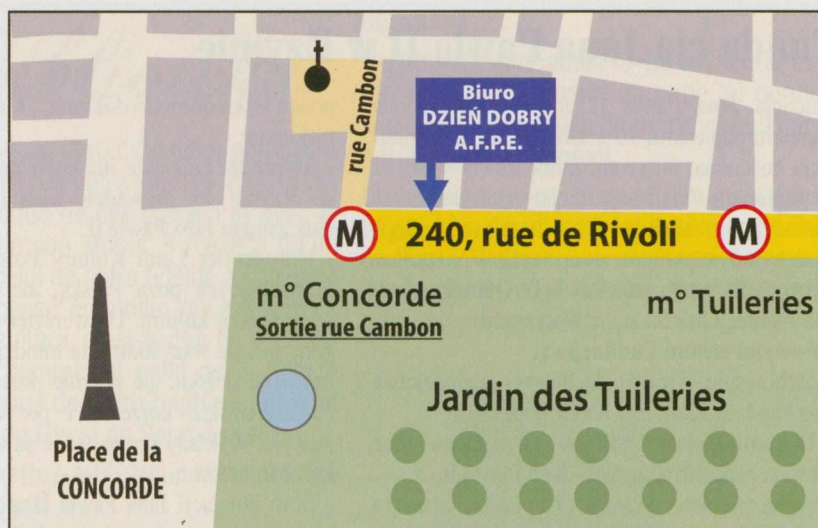 rue Cambon
Biuro
DZIEŃ DOBRY
A.F.P.E.
M 240, rue de Rivoli M
m° Concorde
Sortie rue Cambon
m° Tuileries
Jardin des Tuileries
Place de la
CONCORDE